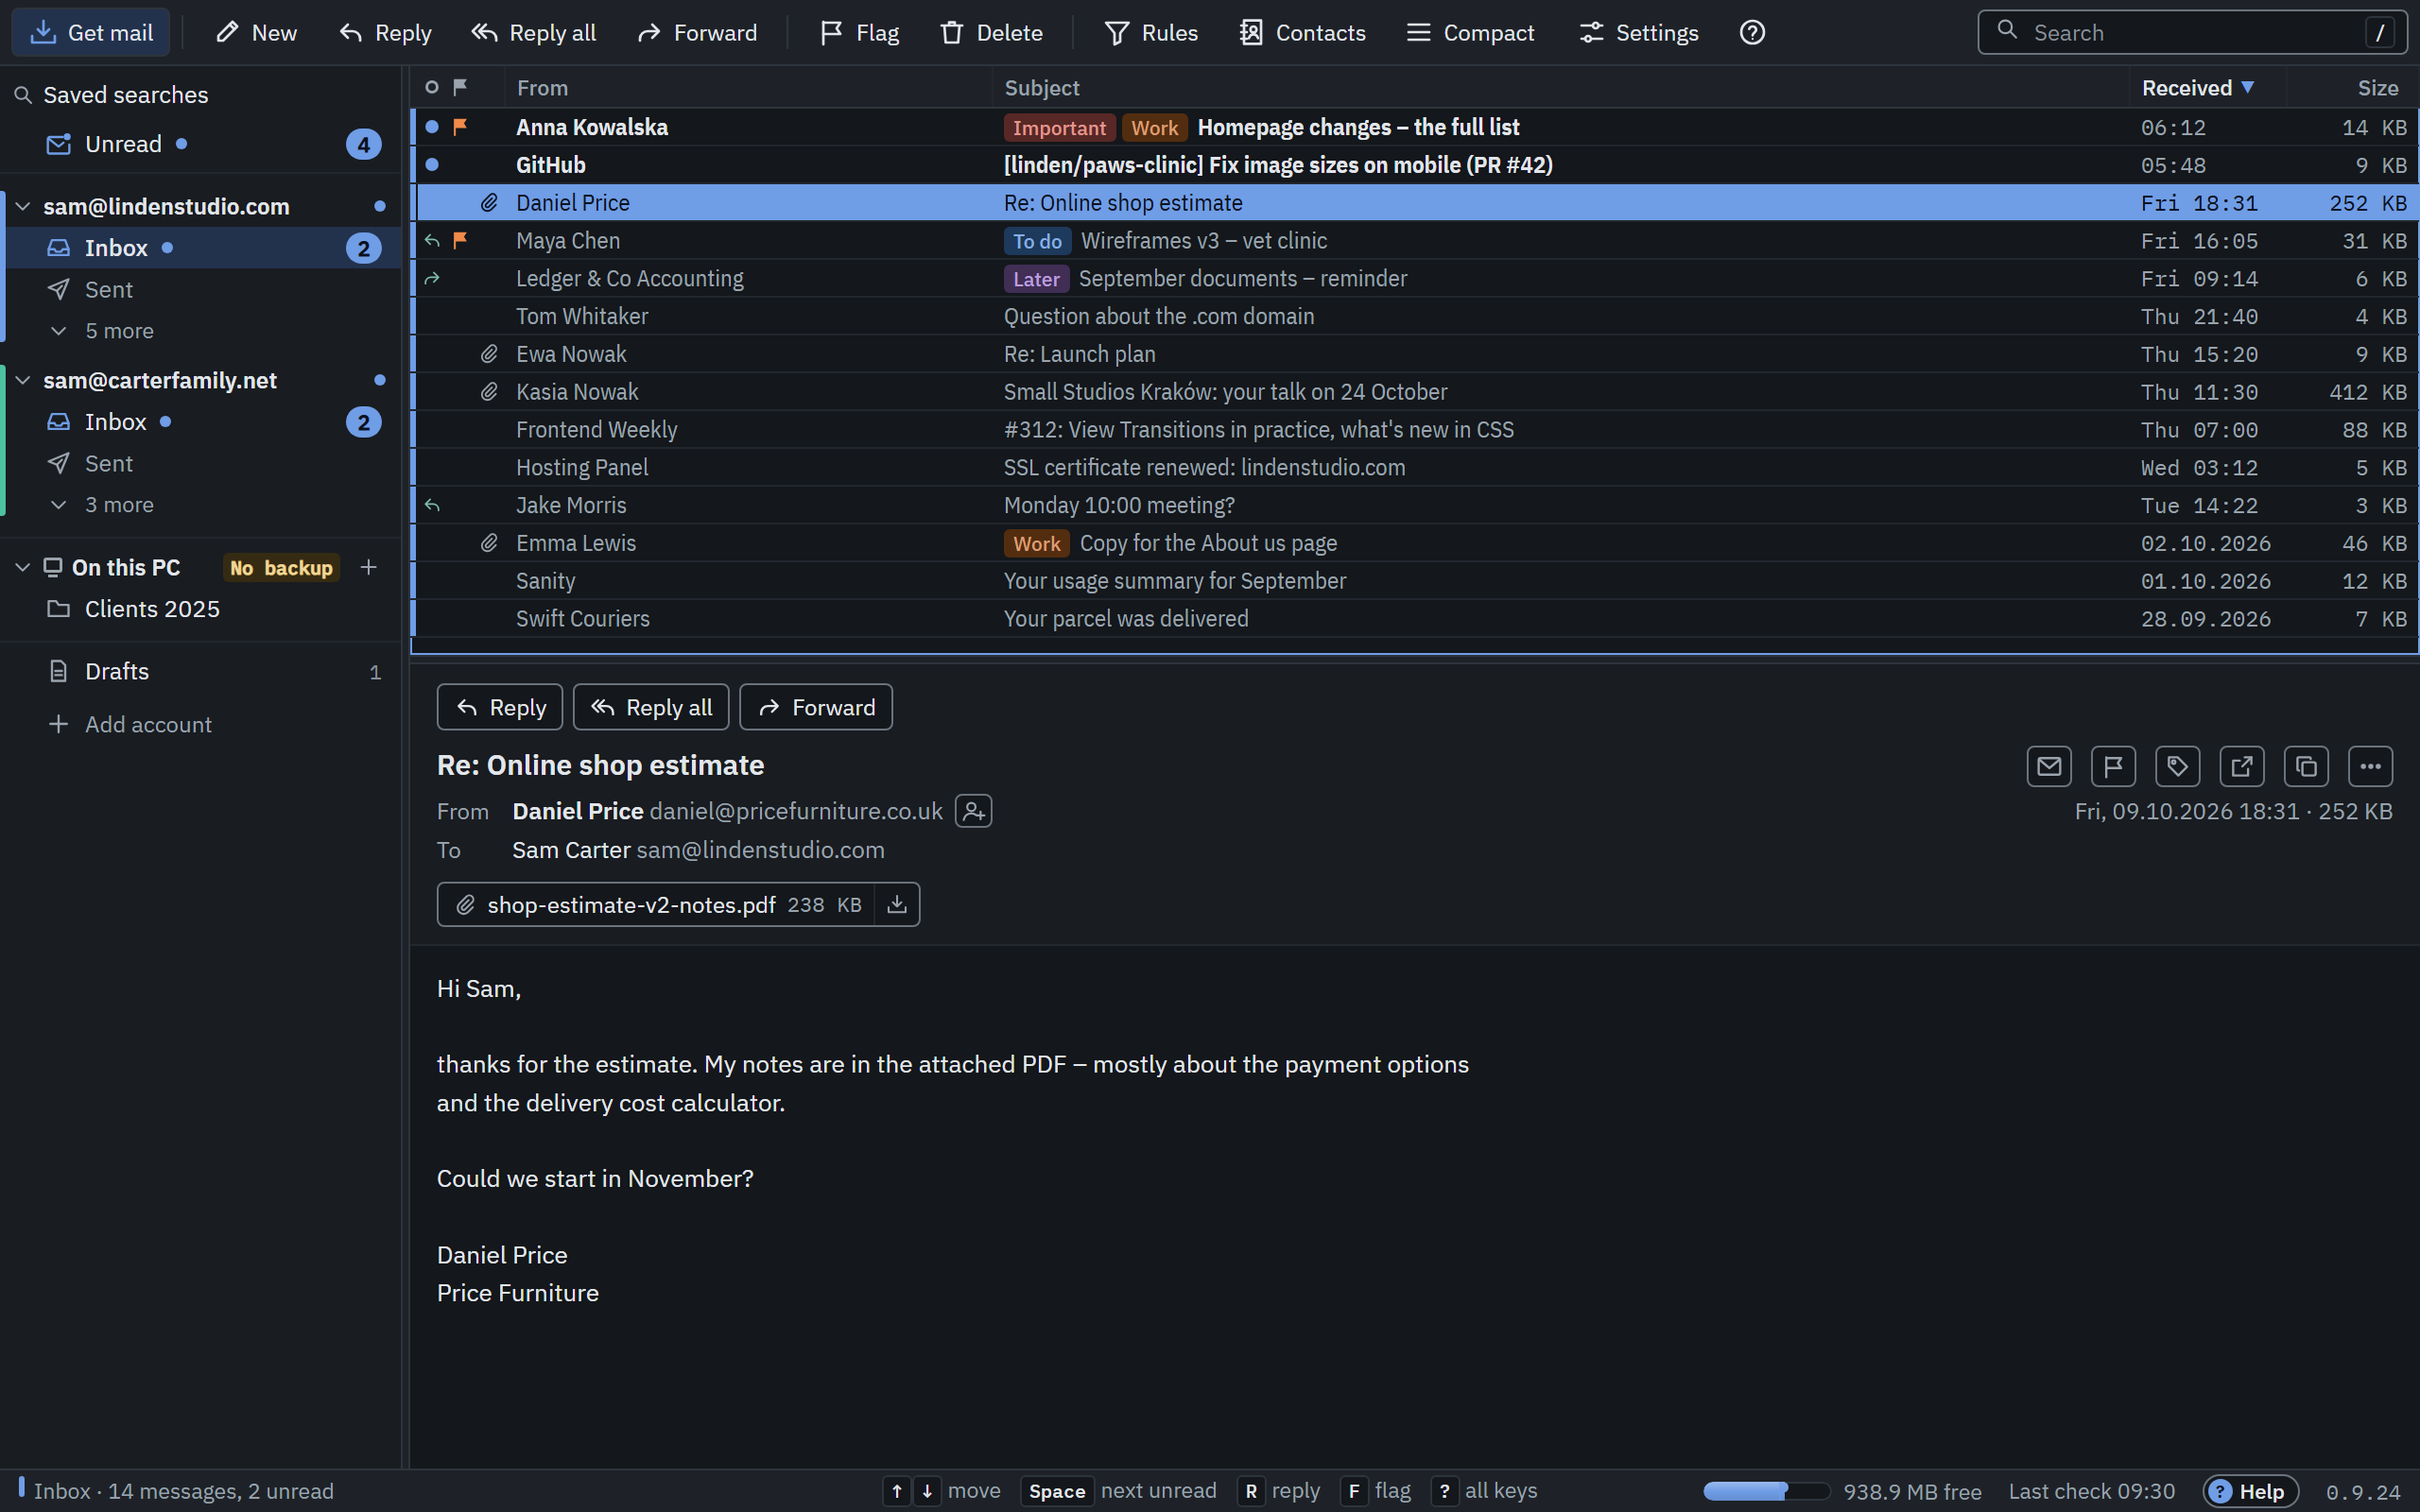 Get mail New Reply Reply all Forward Flag Delete Rules Contacts Compact Settings Search /
Saved searches
Unread 4
sam@lindenstudio.com
Inbox 2
Sent
5 more
sam@carterfamily.net
Inbox 2
Sent
3 more
On this PC No backup
Clients 2025
Drafts 1
Add account
From Subject Received Size
Anna Kowalska Important Work Homepage changes – the full list 06:12 14 KB
GitHub [linden/paws-clinic] Fix image sizes on mobile (PR #42) 05:48 9 KB
Daniel Price Re: Online shop estimate Fri 18:31 252 KB
Maya Chen To do Wireframes v3 – vet clinic Fri 16:05 31 KB
Ledger & Co Accounting Later September documents – reminder Fri 09:14 6 KB
Tom Whitaker Question about the .com domain Thu 21:40 4 KB
Ewa Nowak Re: Launch plan Thu 15:20 9 KB
Kasia Nowak Small Studios Kraków: your talk on 24 October Thu 11:30 412 KB
Frontend Weekly #312: View Transitions in practice, what's new in CSS Thu 07:00 88 KB
Hosting Panel SSL certificate renewed: lindenstudio.com Wed 03:12 5 KB
Jake Morris Monday 10:00 meeting? Tue 14:22 3 KB
Emma Lewis Work Copy for the About us page 02.10.2026 46 KB
Sanity Your usage summary for September 01.10.2026 12 KB
Swift Couriers Your parcel was delivered 28.09.2026 7 KB
Reply Reply all Forward
Re: Online shop estimate
From Daniel Price daniel@pricefurniture.co.uk Fri, 09.10.2026 18:31 · 252 KB
To Sam Carter sam@lindenstudio.com
shop-estimate-v2-notes.pdf 238 KB
Hi Sam,
thanks for the estimate. My notes are in the attached PDF – mostly about the payment options
and the delivery cost calculator.
Could we start in November?
Daniel Price
Price Furniture
Inbox · 14 messages, 2 unread ↑ ↓ move Space next unread R reply F flag ? all keys 938.9 MB free Last check 09:30 ? Help 0.9.24